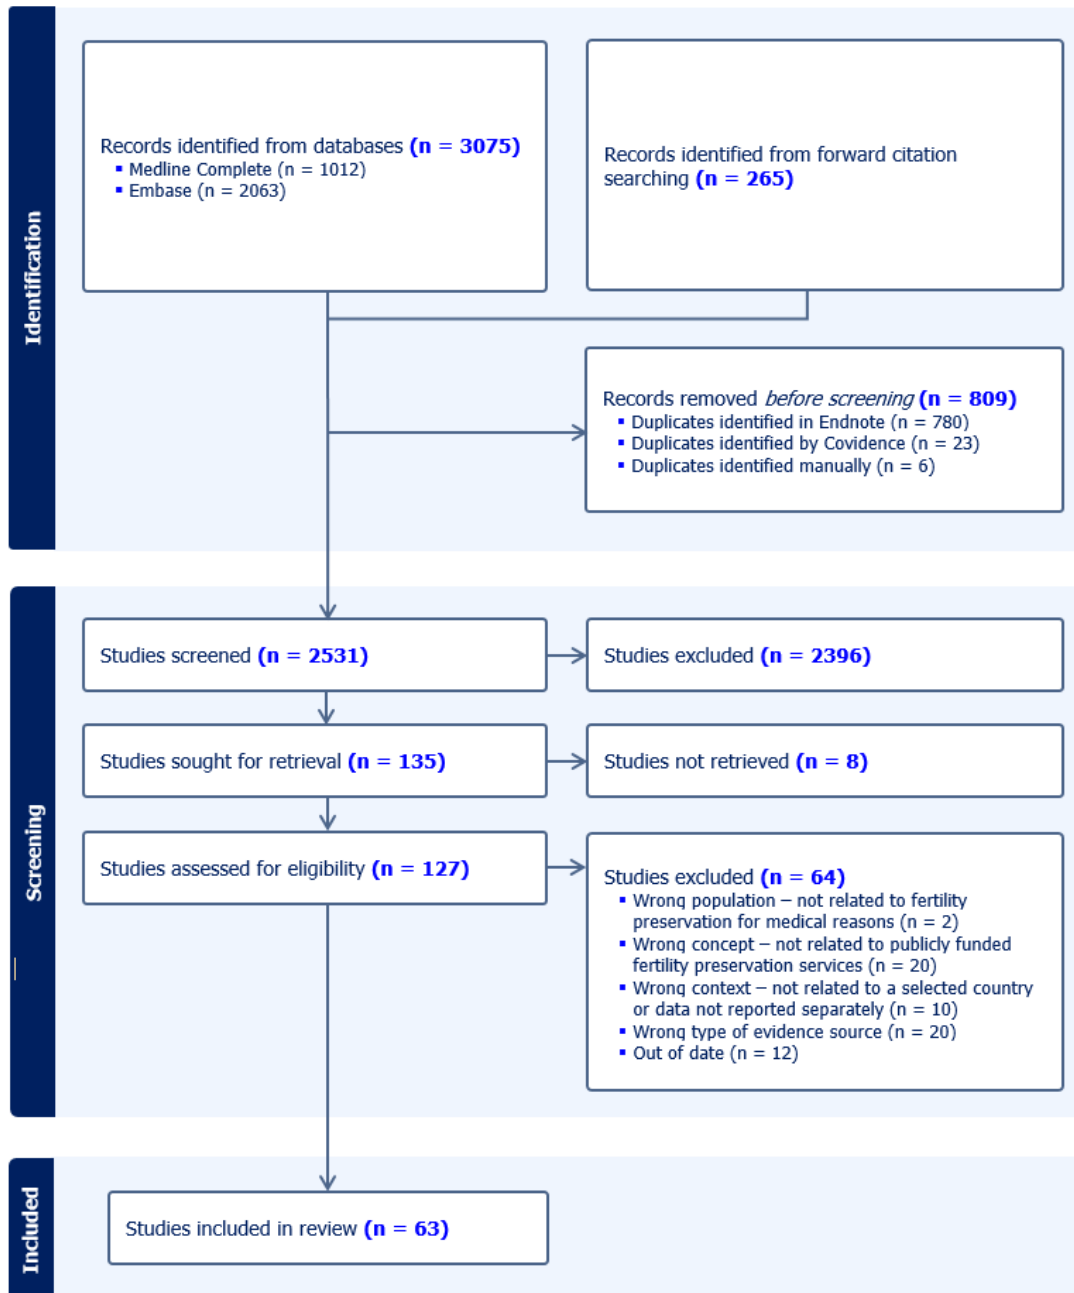 Identification
Records identified from databases (n = 3075)
▪ Medline Complete (n = 1012)
▪ Embase (n = 2063)
Records identified from forward citation
searching (n = 265)
Records removed before screening (n = 809)
▪ Duplicates identified in Endnote (n = 780)
▪ Duplicates identified by Covidence (n = 23)
▪ Duplicates identified manually (n = 6)
Screening
Studies screened (n = 2531)
Studies excluded (n = 2396)
Studies sought for retrieval (n = 135)
Studies not retrieved (n = 8)
Studies assessed for eligibility (n = 127)
Studies excluded (n = 64)
▪ Wrong population – not related to fertility
preservation for medical reasons (n = 2)
▪ Wrong concept – not related to publicly funded
fertility preservation services (n = 20)
▪ Wrong context – not related to a selected country
or data not reported separately (n = 10)
▪ Wrong type of evidence source (n = 20)
▪ Out of date (n = 12)
Included
Studies included in review (n = 63)